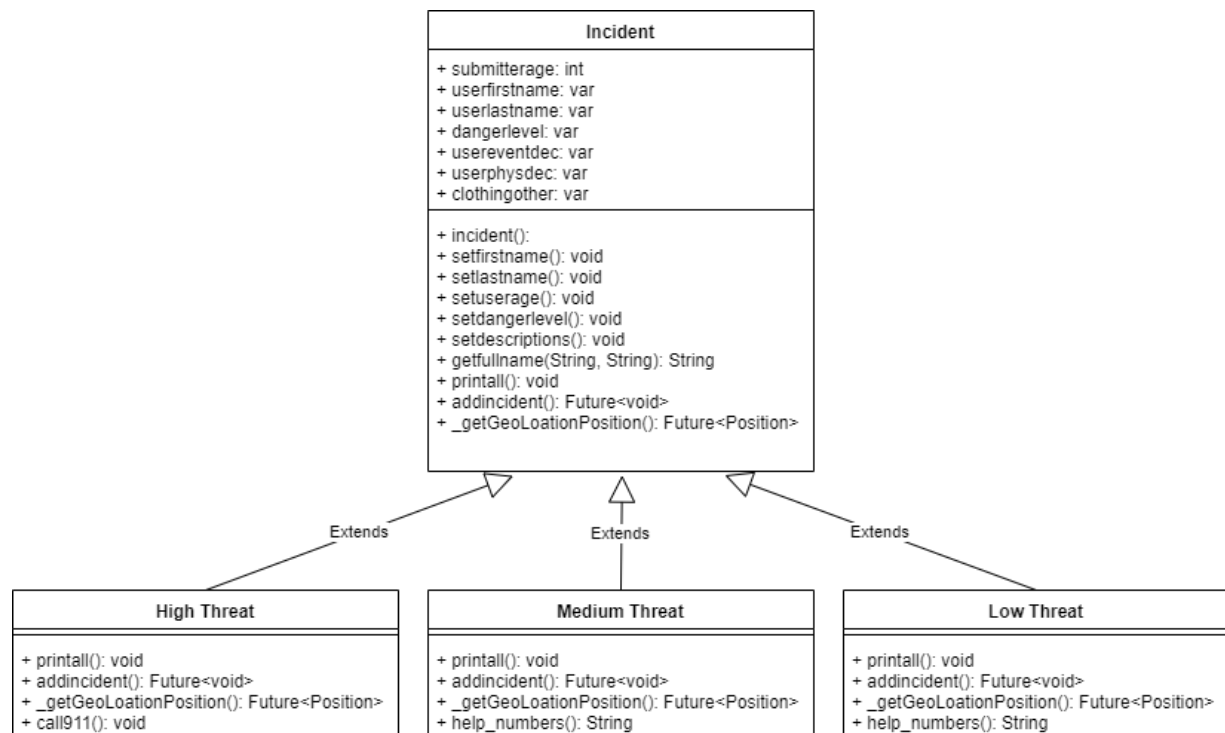 Incident
+ submitterage: int
+ userfirstname: var
+ userlastname: var
+ dangerlevel: var
+ usereventdec: var
+ userphysdec: var
+ clothingother: var
+ incident():
+ setfirstname(): void
+ setlastname(): void
+ setuserage(): void
+ setdangerlevel(): void
+ setdescriptions(): void
+ getfullname(String, String): String
+ printall(): void
+ addincident(): Future<void>
+ _getGeoLoationPosition(): Future<Position>
Extends
Extends
Extends
High Threat
+ printall(): void
+ addincident(): Future<void>
+ _getGeoLoationPosition(): Future<Position>
+ call911(): void
Medium Threat
+ printall(): void
+ addincident(): Future<void>
+ _getGeoLoationPosition(): Future<Position>
+ help_numbers(): String
Low Threat
+ printall(): void
+ addincident(): Future<void>
+ _getGeoLoationPosition(): Future<Position>
+ help_numbers(): String